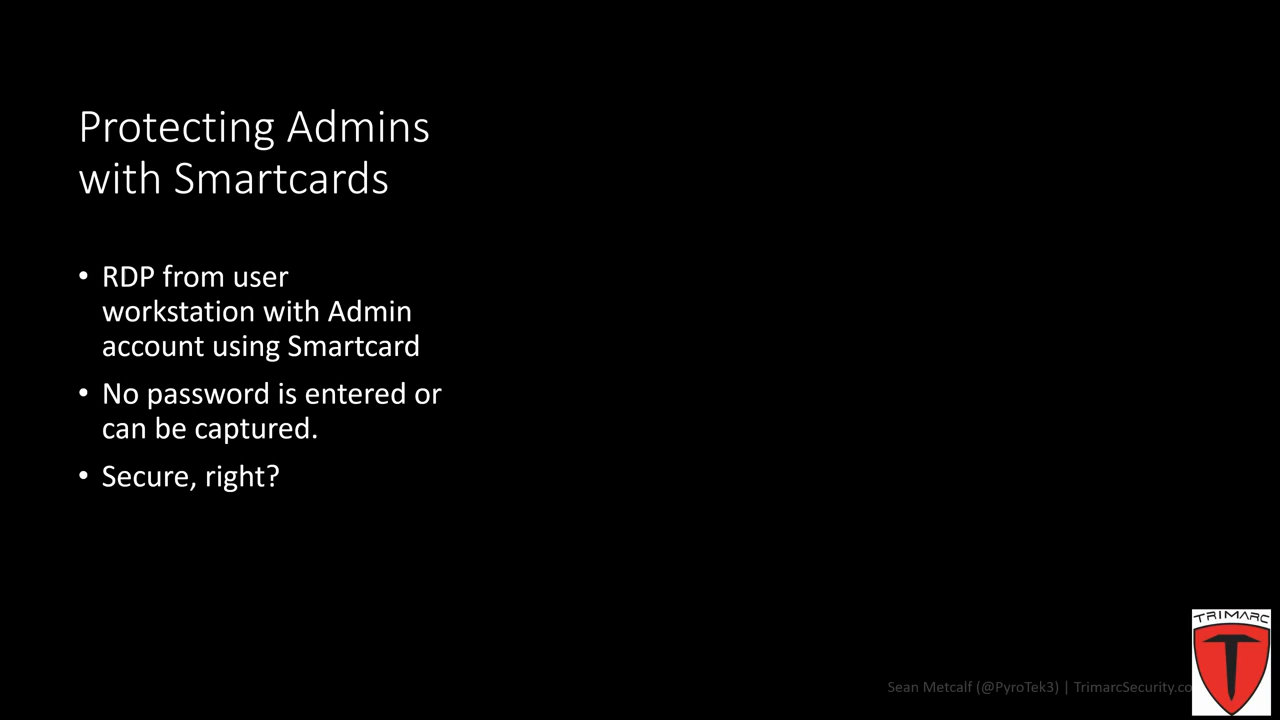 Protecting Admins
with Smartcards
• RDP from user
workstation with Admin
account using Smartcard
• No password is entered or
can be captured.
• Secure, right?
TRIMARC
Sean Metcalf (@PyroTek3) | TrimarcSecurity.co